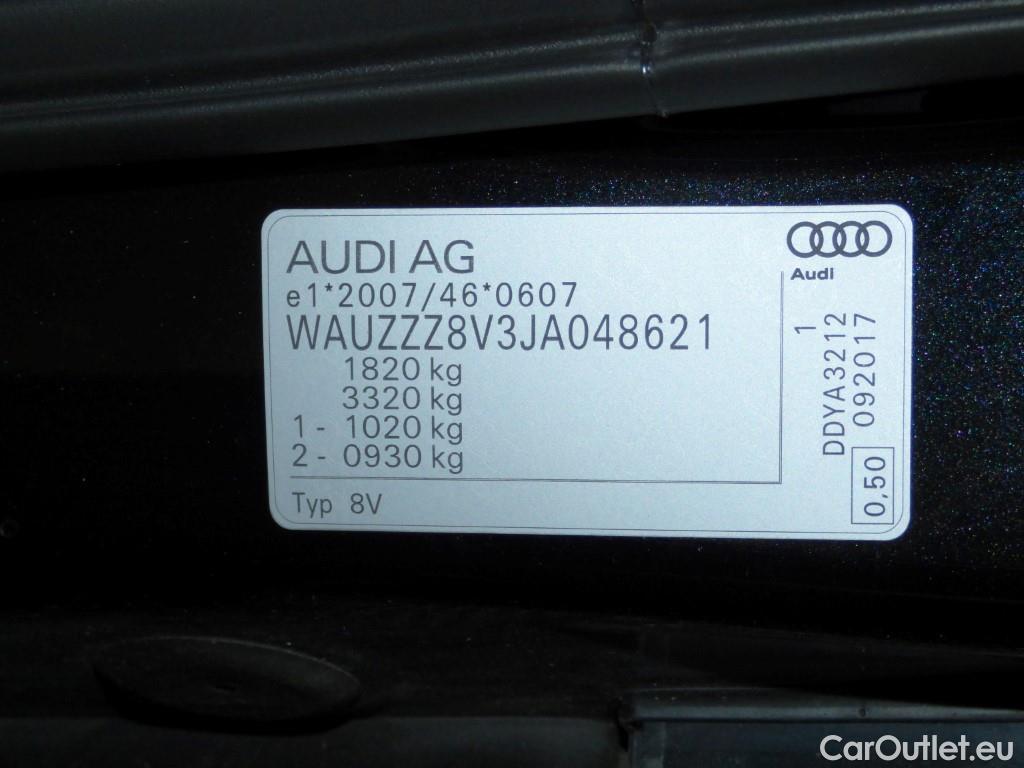 AUDI AG
e1*2007/46*0607
WAUZZZ8V3JA048621
1820 kg
3320 kg
1 - 1020 kg
2 - 0930 kg
Typ 8V
Audi
1
DDYA3212
092017
0,50
CarOutlet.eu